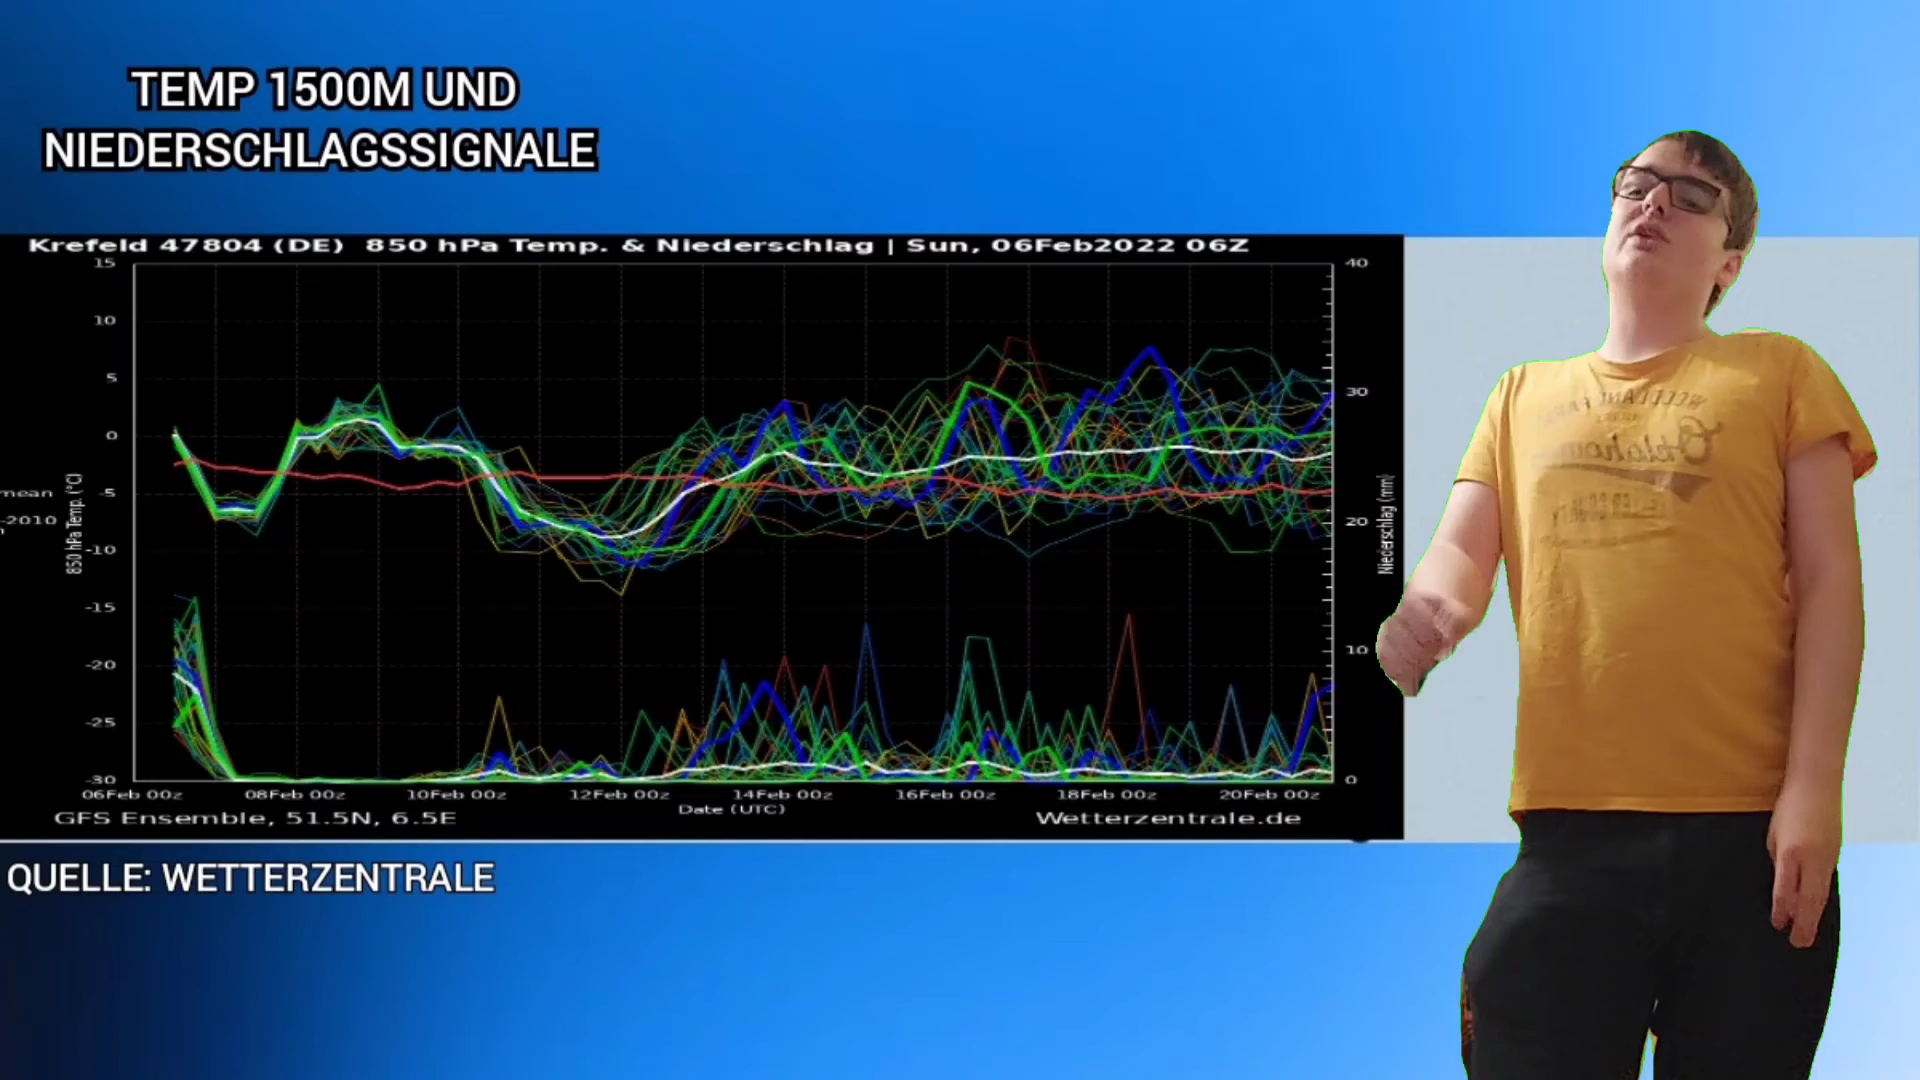 TEMP 1500M UND
NIEDERSCHLAGSSIGNALE
Krefeld 47804 (DE) 850 hPa Temp. & Niederschlag | Sun, 06Feb2022 06Z
15
10
5
0
-5
-10
-15
-20
-25
-30
40
30
20
10
0
mean
-2010
850 hPa Temp. (°C)
Niederschlag (mm)
06Feb 00z 08Feb 00z 10Feb 00z 12Feb 00z 14Feb 00z 16Feb 00z 18Feb 00z 20Feb 00z
Date (UTC)
GFS Ensemble, 51.5N, 6.5E
Wetterzentrale.de
QUELLE: WETTERZENTRALE